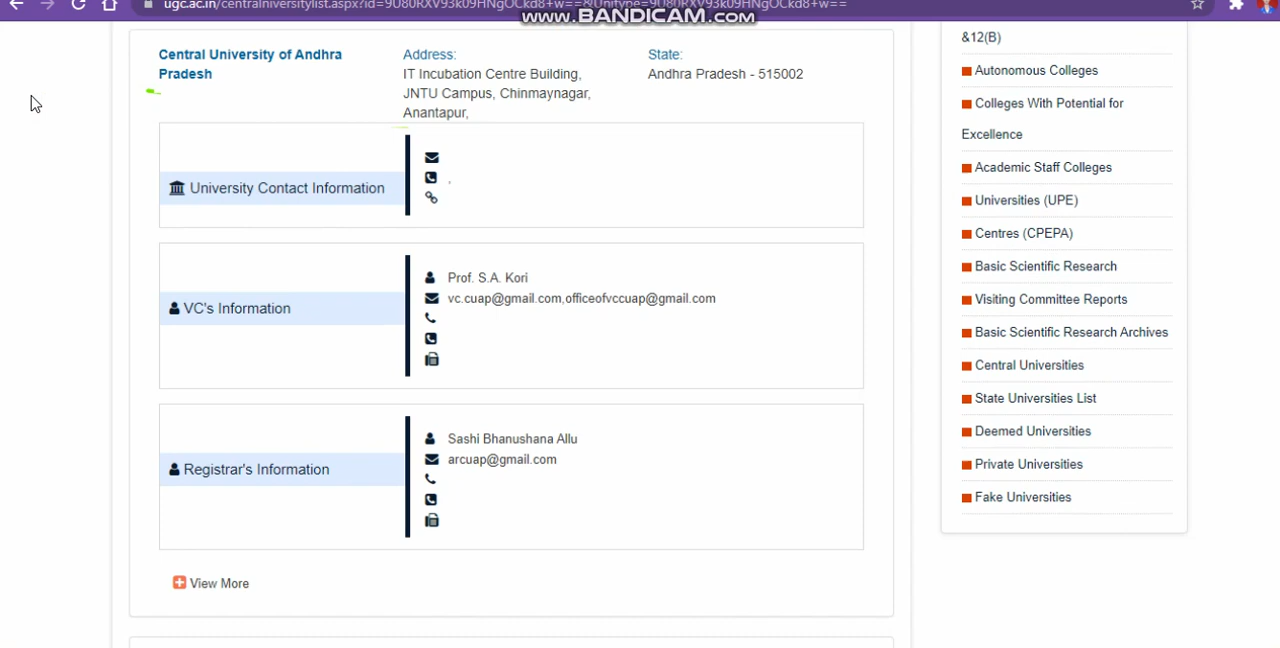 ugc.ac.in/centraluniversitylist.aspx?id=9U80RXV93k09HNgOCkd8+w==&Unitype=9U80RXV93k09HNgOCkd8+w==
www.BANDICAM.com
Central University of Andhra
Pradesh
Address:
IT Incubation Centre Building,
JNTU Campus, Chinmaynagar,
Anantapur,
State:
Andhra Pradesh - 515002
University Contact Information
,
VC's Information
Prof. S.A. Kori
vc.cuap@gmail.com,officeofvccuap@gmail.com
Registrar's Information
Sashi Bhanushana Allu
arcuap@gmail.com
View More
&12(B)
Autonomous Colleges
Colleges With Potential for
Excellence
Academic Staff Colleges
Universities (UPE)
Centres (CPEPA)
Basic Scientific Research
Visiting Committee Reports
Basic Scientific Research Archives
Central Universities
State Universities List
Deemed Universities
Private Universities
Fake Universities